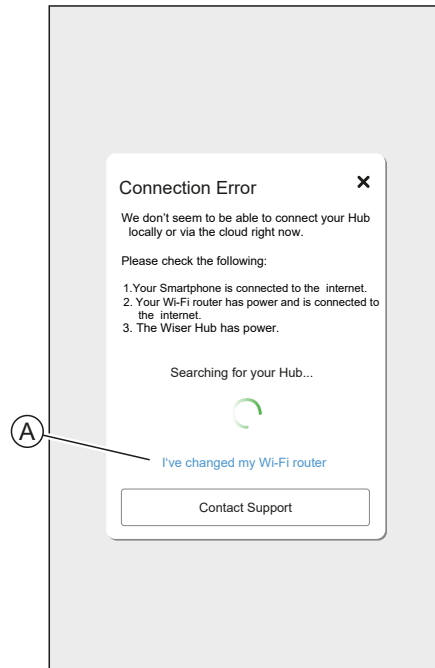 Connection Error
We don't seem to be able to connect your Hub
locally or via the cloud right now.
Please check the following:
1.Your Smartphone is connected to the internet.
2. Your Wi-Fi router has power and is connected to
the internet.
3. The Wiser Hub has power.
Searching for your Hub...
A
I've changed my Wi-Fi router
Contact Support